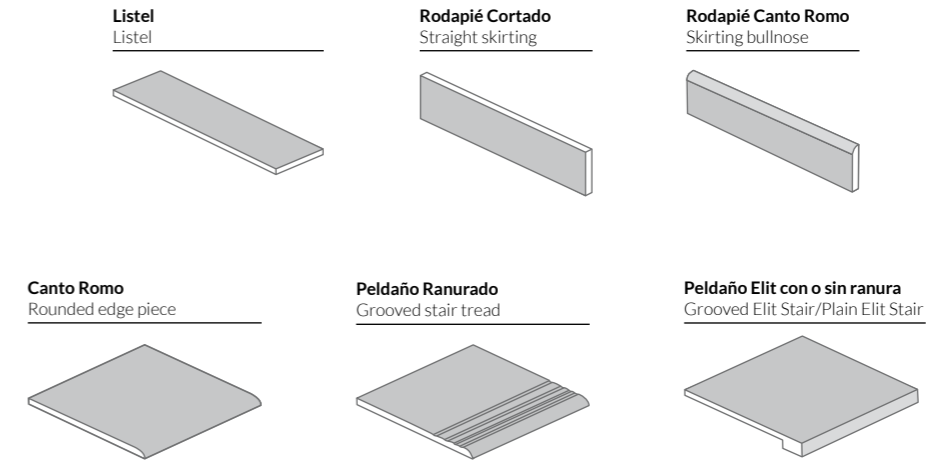 Listel
Listel
Rodapié Cortado
Straight skirting
Rodapié Canto Romo
Skirting bullnose
Canto Romo
Rounded edge piece
Peldaño Ranurado
Grooved stair tread
Peldaño Elit con o sin ranura
Grooved Elit Stair/Plain Elit Stair